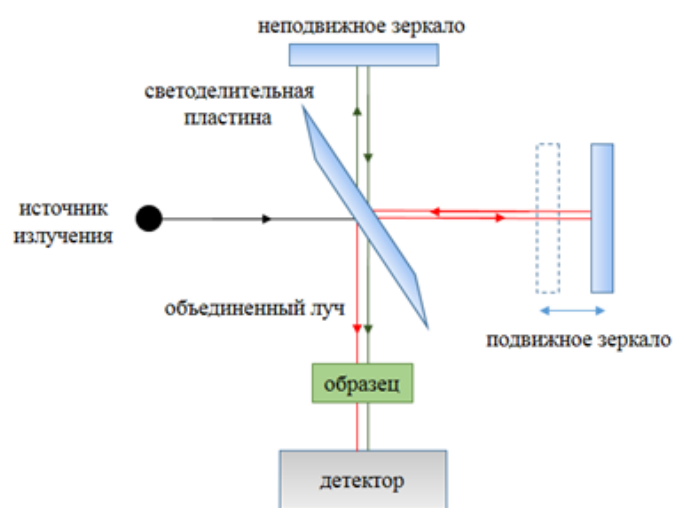 неподвижное зеркало
светоделительная
пластина
источник
излучения
объединенный луч
подвижное зеркало
образец
детектор